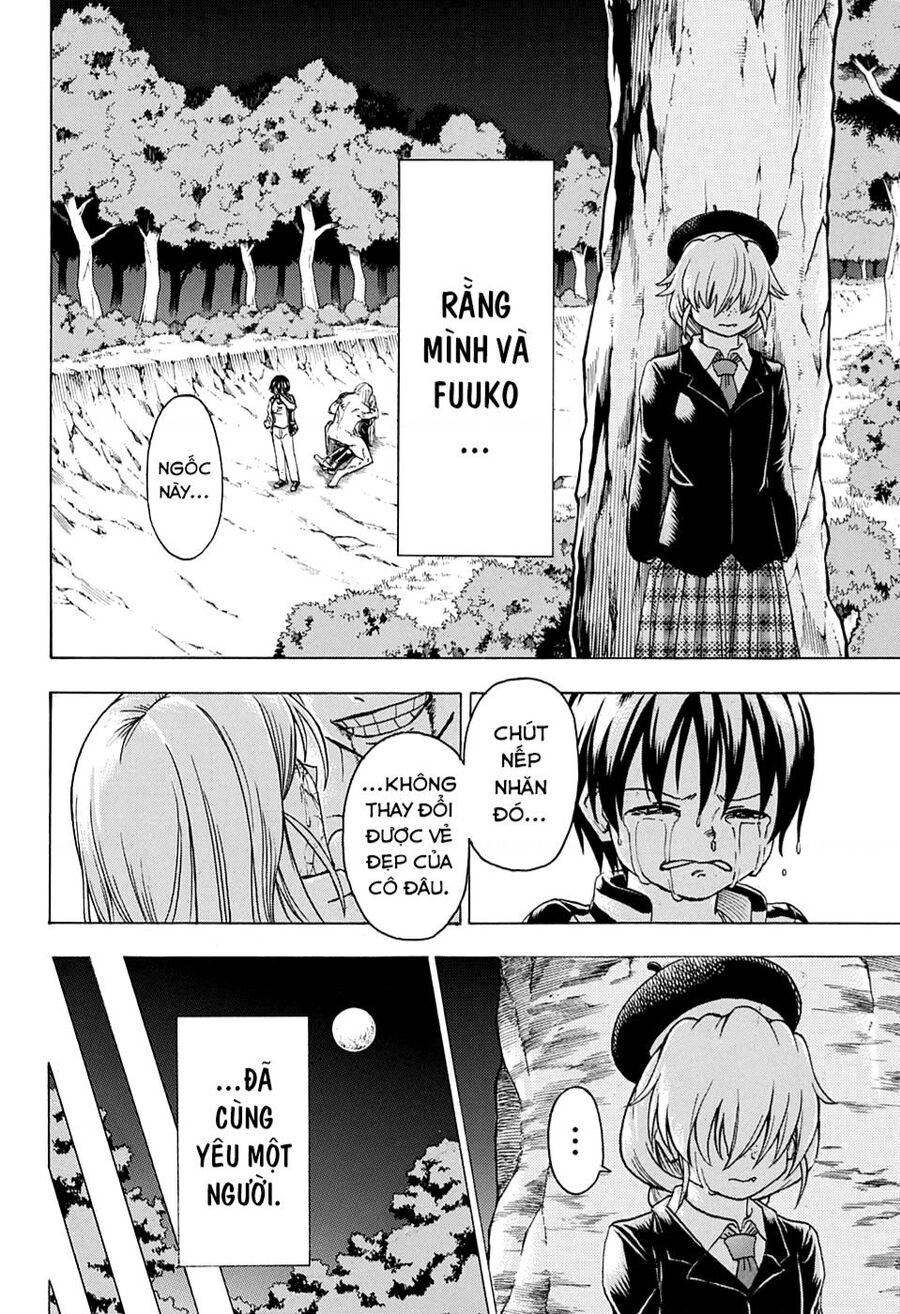 RẰNG
MÌNH VÀ
FUUKO
...
NGỐC
NÀY...
CHÚT
NẾP
NHĂN
ĐÓ...
...KHÔNG
THAY ĐỔI
ĐƯỢC VẺ
ĐẸP CỦA
CÔ ĐÂU.
...
...ĐÃ
CÙNG
YÊU MỘT
NGƯỜI.